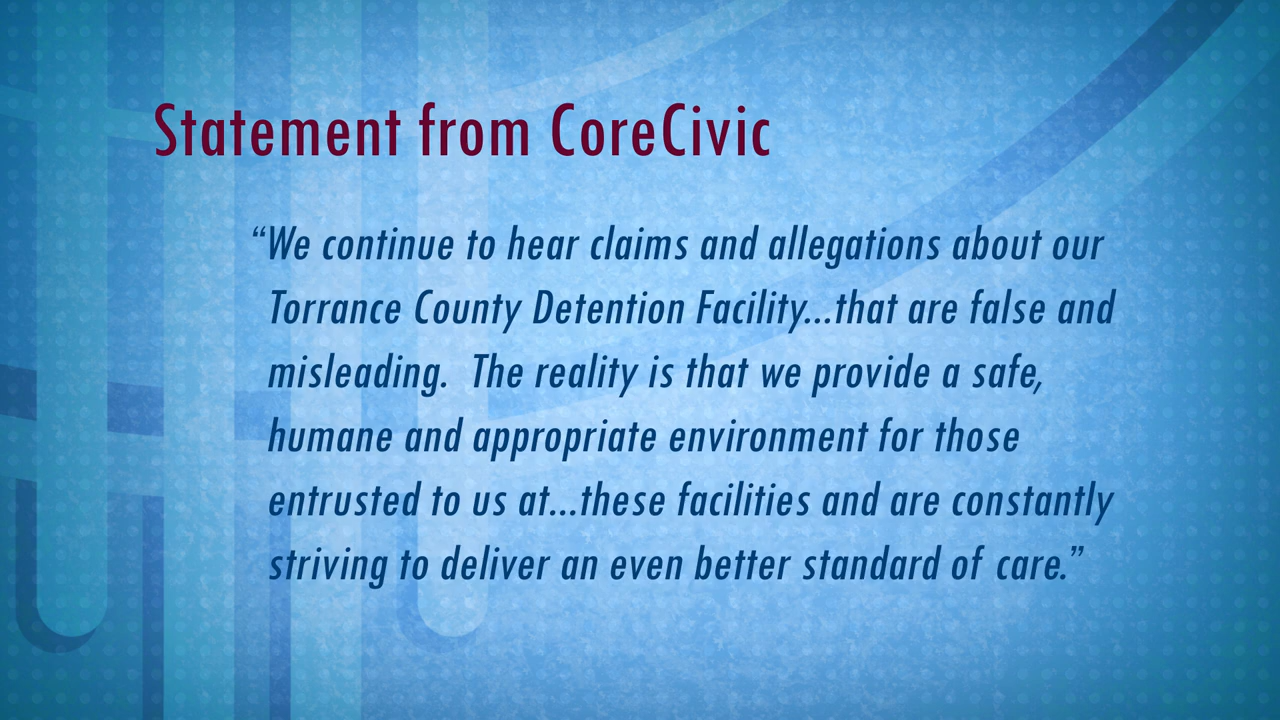 Statement from CoreCivic
“We continue to hear claims and allegations about our
Torrance County Detention Facility...that are false and
misleading.  The reality is that we provide a safe,
humane and appropriate environment for those
entrusted to us at...these facilities and are constantly
striving to deliver an even better standard of care.”